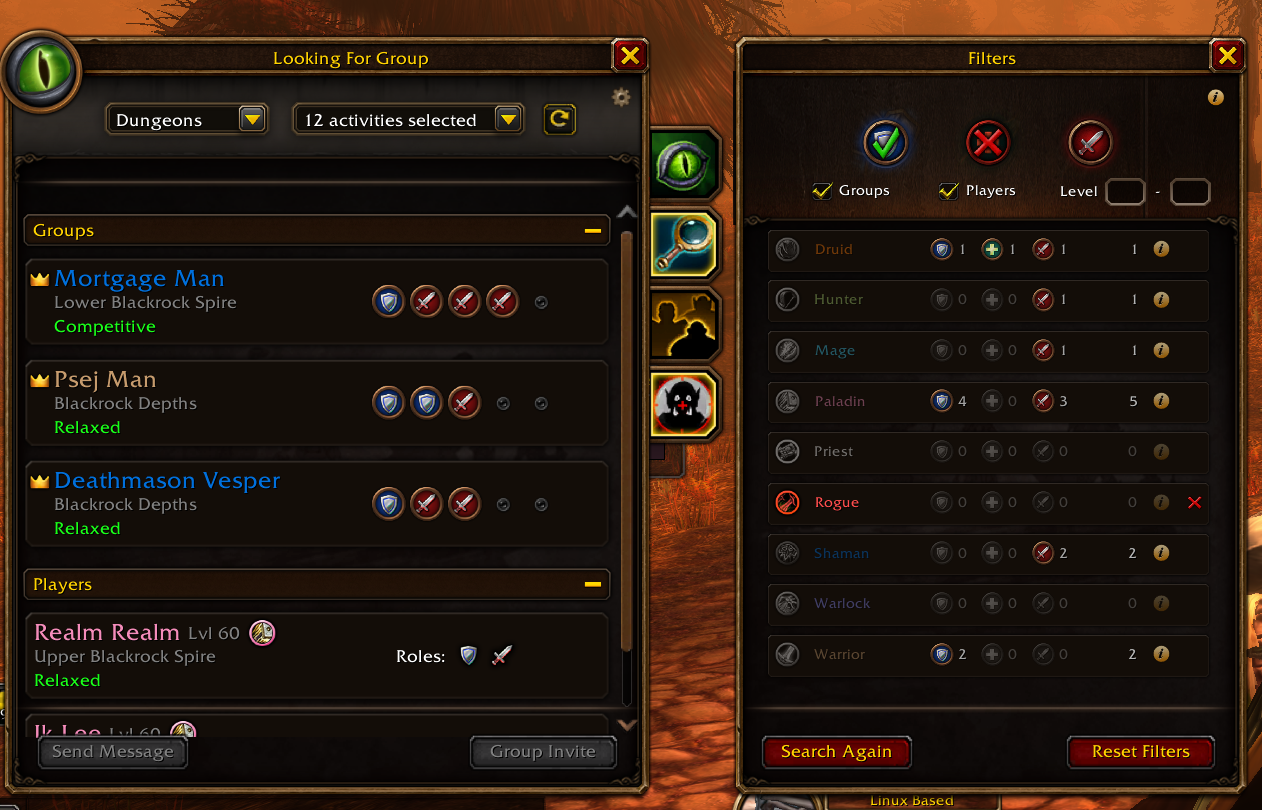 Looking For Group
Dungeons
12 activities selected
Groups
Mortgage Man
Lower Blackrock Spire
Competitive
Psej Man
Blackrock Depths
Relaxed
Deathmason Vesper
Blackrock Depths
Relaxed
Players
Realm Realm Lvl 60
Upper Blackrock Spire
Relaxed
Roles:
Lvl 60
Send Message
Group Invite
Filters
Groups
Players
Level -
Druid 1 1 1 1
Hunter 0 0 1 1
Mage 0 0 1 1
Paladin 4 0 3 5
Priest 0 0 0 0
Rogue 0 0 0 0
Shaman 0 0 2 2
Warlock 0 0 0 0
Warrior 2 0 0 2
Search Again
Reset Filters
Linux Based